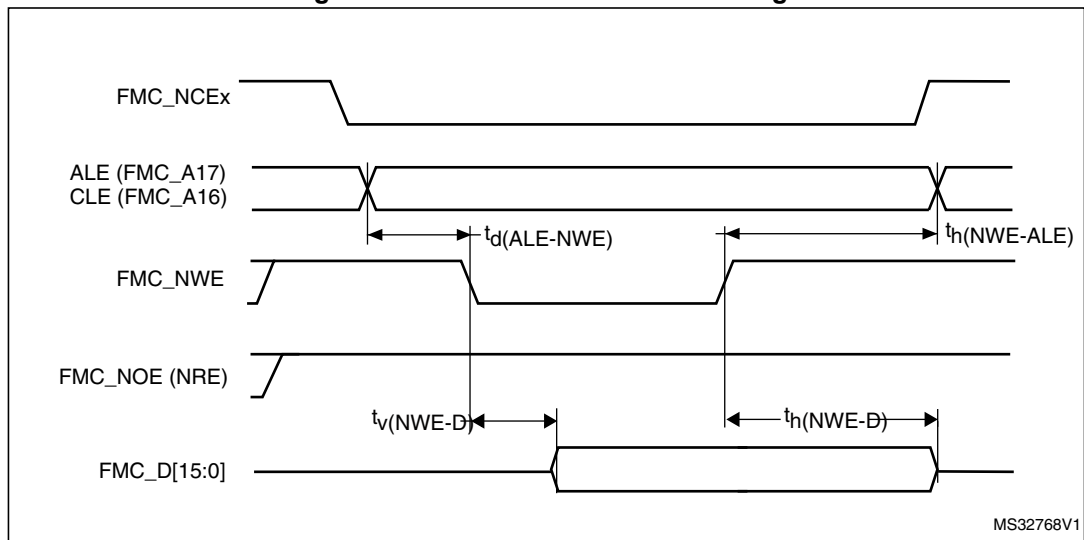 FMC_NCEx
ALE (FMC_A17)
CLE (FMC_A16)
td(ALE-NWE)
th(NWE-ALE)
FMC_NWE
FMC_NOE (NRE)
tv(NWE-D)
th(NWE-D)
FMC_D[15:0]
MS32768V1